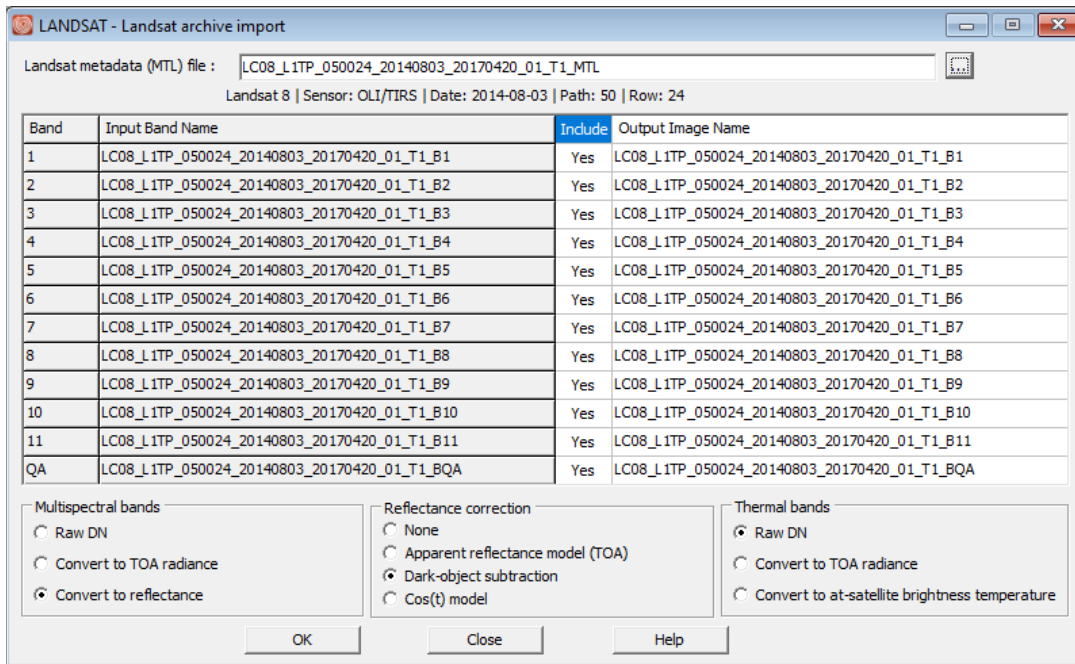 LANDSAT - Landsat archive import
Landsat metadata (MTL) file : LC08_L1TP_050024_20140803_20170420_01_T1_MTL ...
Landsat 8 | Sensor: OLI/TIRS | Date: 2014-08-03 | Path: 50 | Row: 24
Band Input Band Name Include Output Image Name
1 LC08_L1TP_050024_20140803_20170420_01_T1_B1 Yes LC08_L1TP_050024_20140803_20170420_01_T1_B1
2 LC08_L1TP_050024_20140803_20170420_01_T1_B2 Yes LC08_L1TP_050024_20140803_20170420_01_T1_B2
3 LC08_L1TP_050024_20140803_20170420_01_T1_B3 Yes LC08_L1TP_050024_20140803_20170420_01_T1_B3
4 LC08_L1TP_050024_20140803_20170420_01_T1_B4 Yes LC08_L1TP_050024_20140803_20170420_01_T1_B4
5 LC08_L1TP_050024_20140803_20170420_01_T1_B5 Yes LC08_L1TP_050024_20140803_20170420_01_T1_B5
6 LC08_L1TP_050024_20140803_20170420_01_T1_B6 Yes LC08_L1TP_050024_20140803_20170420_01_T1_B6
7 LC08_L1TP_050024_20140803_20170420_01_T1_B7 Yes LC08_L1TP_050024_20140803_20170420_01_T1_B7
8 LC08_L1TP_050024_20140803_20170420_01_T1_B8 Yes LC08_L1TP_050024_20140803_20170420_01_T1_B8
9 LC08_L1TP_050024_20140803_20170420_01_T1_B9 Yes LC08_L1TP_050024_20140803_20170420_01_T1_B9
10 LC08_L1TP_050024_20140803_20170420_01_T1_B10 Yes LC08_L1TP_050024_20140803_20170420_01_T1_B10
11 LC08_L1TP_050024_20140803_20170420_01_T1_B11 Yes LC08_L1TP_050024_20140803_20170420_01_T1_B11
QA LC08_L1TP_050024_20140803_20170420_01_T1_BQA Yes LC08_L1TP_050024_20140803_20170420_01_T1_BQA
Multispectral bands
Raw DN
Convert to TOA radiance
Convert to reflectance
Reflectance correction
None
Apparent reflectance model (TOA)
Dark-object subtraction
Cos(t) model
Thermal bands
Raw DN
Convert to TOA radiance
Convert to at-satellite brightness temperature
OK Close Help